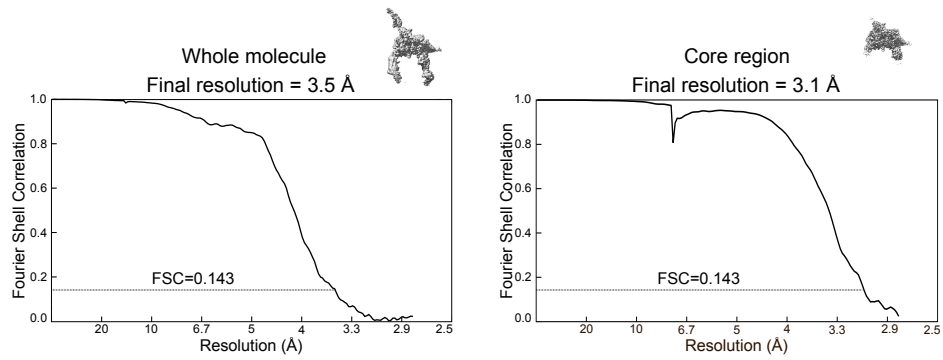 Whole molecule
Final resolution = 3.5 Å
1.0
0.8
0.6
0.4
0.2
0.0
Fourier Shell Correlation
FSC=0.143
20 10 6.7 5 4 3.3 2.9 2.5
Resolution (Å)
Core region
Final resolution = 3.1 Å
1.0
0.8
0.6
0.4
0.2
0.0
Fourier Shell Correlation
FSC=0.143
20 10 6.7 5 4 3.3 2.9 2.5
Resolution (Å)